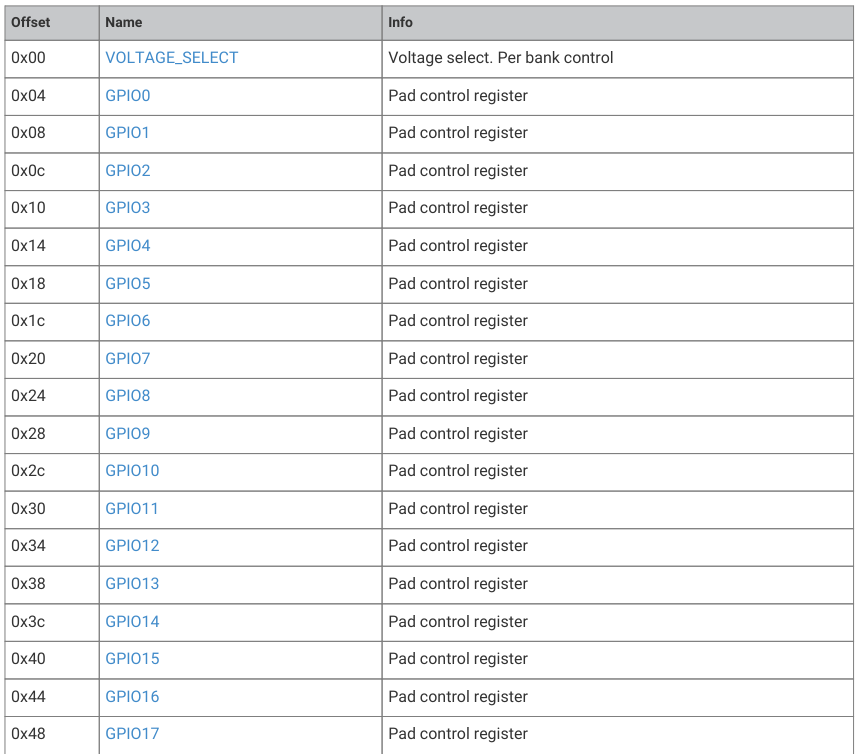 Offset Name Info
0x00 VOLTAGE_SELECT Voltage select. Per bank control
0x04 GPIO0 Pad control register
0x08 GPIO1 Pad control register
0x0c GPIO2 Pad control register
0x10 GPIO3 Pad control register
0x14 GPIO4 Pad control register
0x18 GPIO5 Pad control register
0x1c GPIO6 Pad control register
0x20 GPIO7 Pad control register
0x24 GPIO8 Pad control register
0x28 GPIO9 Pad control register
0x2c GPIO10 Pad control register
0x30 GPIO11 Pad control register
0x34 GPIO12 Pad control register
0x38 GPIO13 Pad control register
0x3c GPIO14 Pad control register
0x40 GPIO15 Pad control register
0x44 GPIO16 Pad control register
0x48 GPIO17 Pad control register